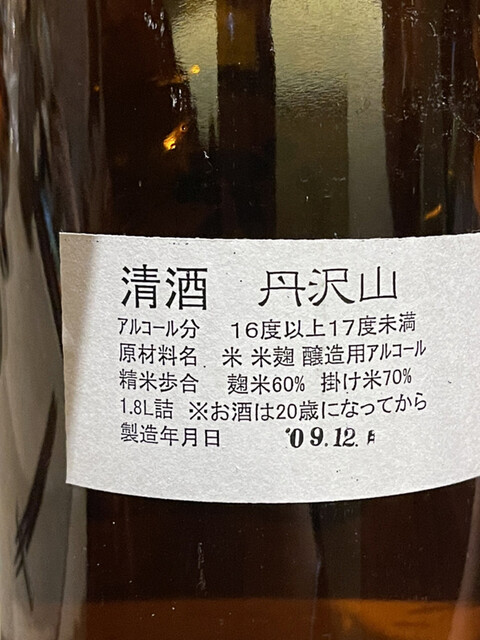 清酒 丹沢山
アルコール分 16度以上17度未満
原材料名 米 米麹 醸造用アルコール
精米歩合 麹米60% 掛け米70%
1.8L詰 ※お酒は20歳になってから
製造年月日 '09.12.月